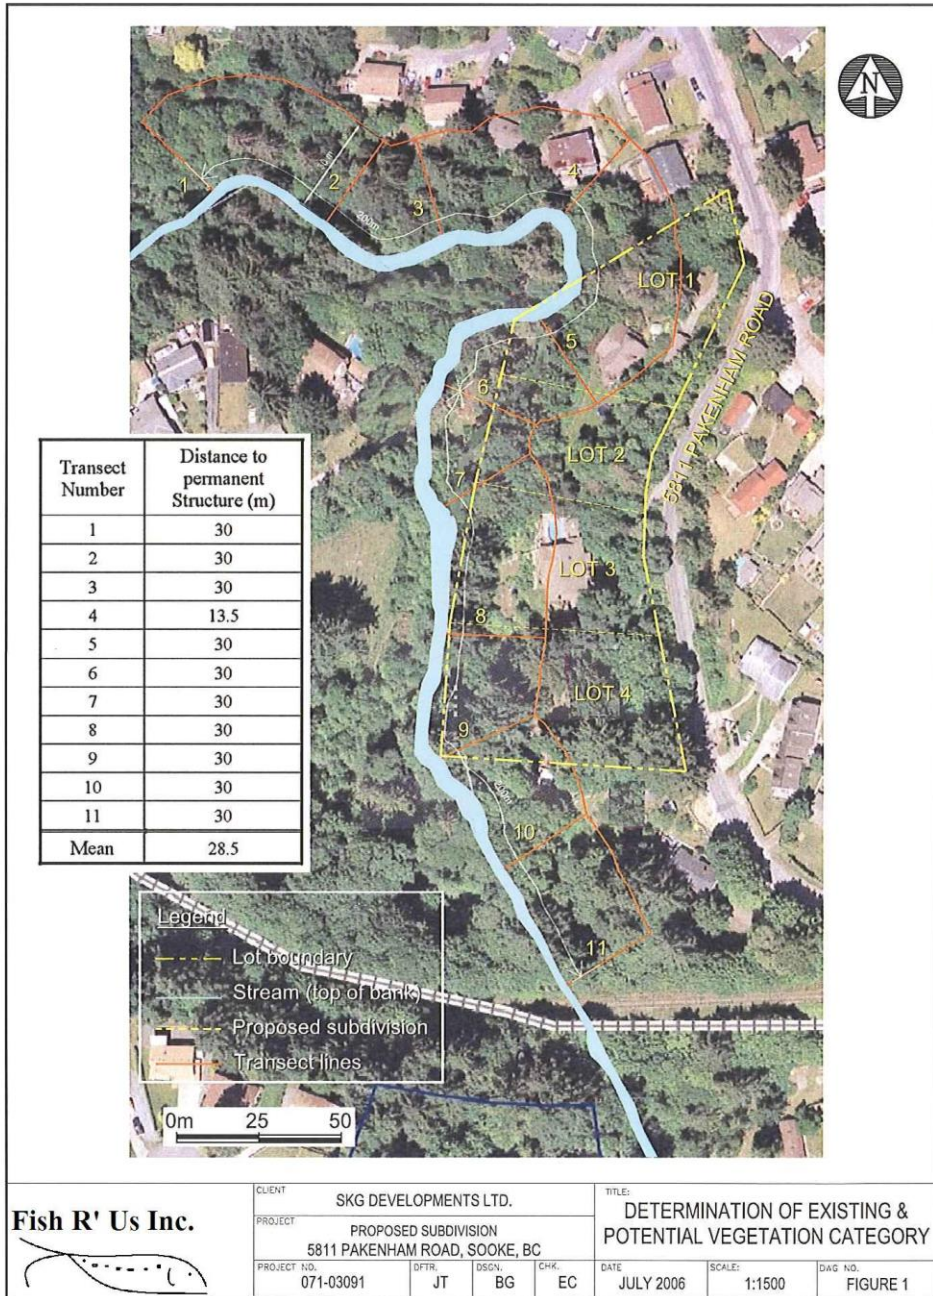 N
1
2
3
4
200m
LOT 1
5
5811 PAKENHAM ROAD
6
LOT 2
7
LOT 3
8
LOT 4
9
200m
10
11
Transect Number | Distance to permanent Structure (m)
1 | 30
2 | 30
3 | 30
4 | 13.5
5 | 30
6 | 30
7 | 30
8 | 30
9 | 30
10 | 30
11 | 30
Mean | 28.5
Legend
Lot boundary
Stream (top of bank)
Proposed subdivision
Transect lines
0m 25 50
Fish R' Us Inc.
CLIENT
SKG DEVELOPMENTS LTD.
PROJECT
PROPOSED SUBDIVISION
5811 PAKENHAM ROAD, SOOKE, BC
TITLE:
DETERMINATION OF EXISTING &
POTENTIAL VEGETATION CATEGORY
PROJECT NO. 071-03091
DFTR. JT
DSGN. BG
CHK. EC
DATE JULY 2006
SCALE: 1:1500
DWG NO. FIGURE 1